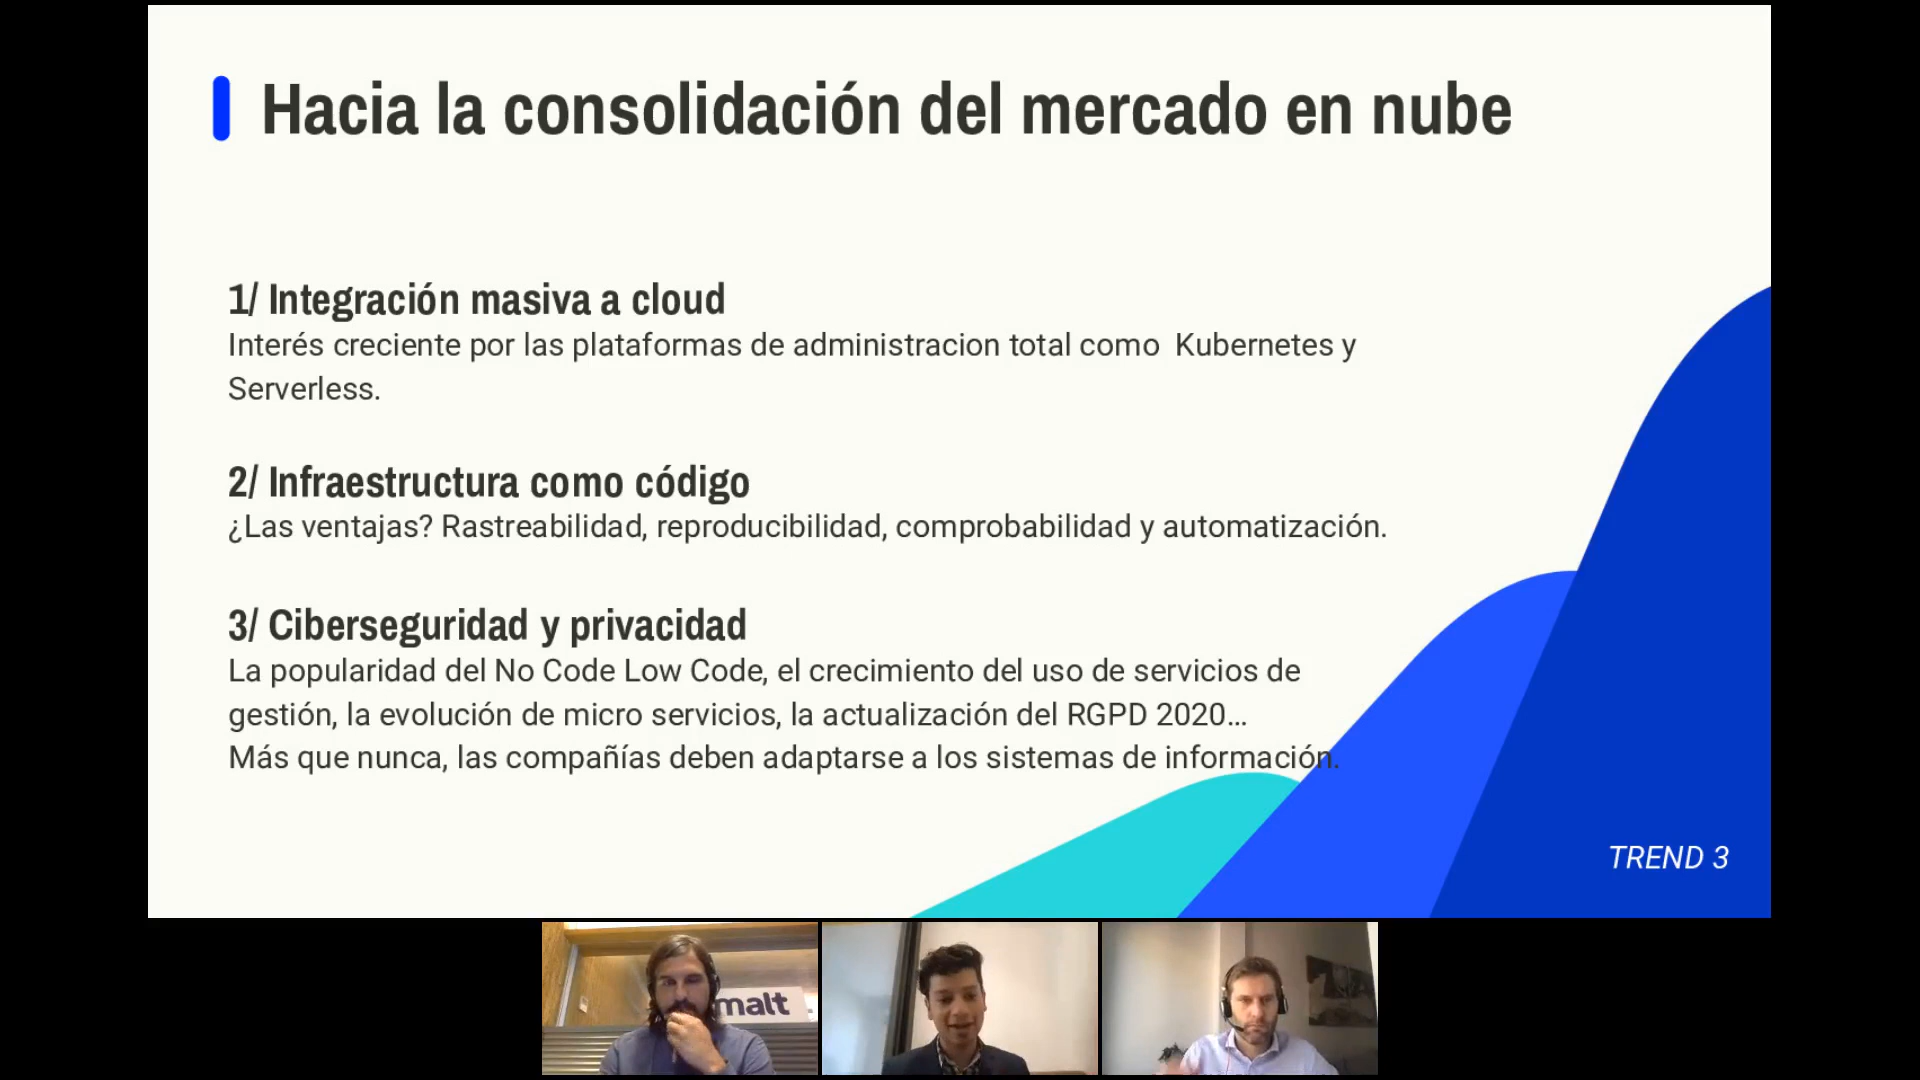 Hacia la consolidación del mercado en nube
1/ Integración masiva a cloud
Interés creciente por las plataformas de administracion total como Kubernetes y
Serverless.
2/ Infraestructura como código
¿Las ventajas? Rastreabilidad, reproducibilidad, comprobabilidad y automatización.
3/ Ciberseguridad y privacidad
La popularidad del No Code Low Code, el crecimiento del uso de servicios de
gestión, la evolución de micro servicios, la actualización del RGPD 2020...
Más que nunca, las compañías deben adaptarse a los sistemas de información.
TREND 3
malt